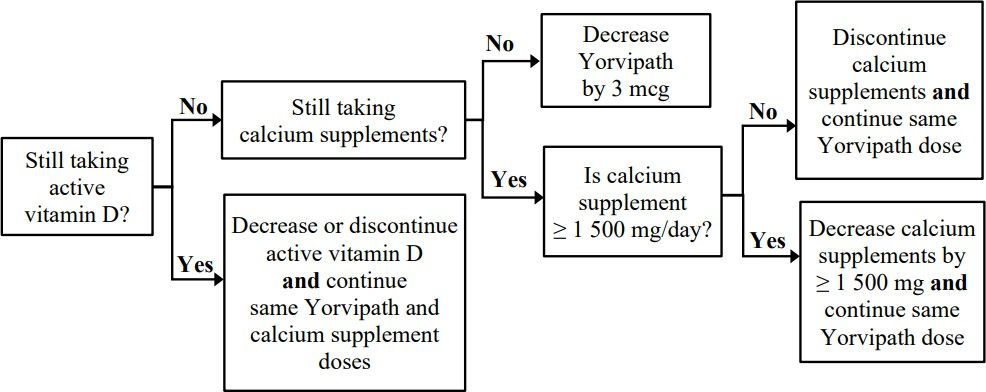 Still taking
active
vitamin D?
No
Yes
Still taking
calcium supplements?
Decrease or discontinue
active vitamin D
and continue
same Yorvipath and
calcium supplement
doses
No
Yes
Decrease
Yorvipath
by 3 mcg
Is calcium
supplement
≥ 1 500 mg/day?
No
Yes
Discontinue
calcium
supplements and
continue same
Yorvipath dose
Decrease calcium
supplements by
≥ 1 500 mg and
continue same
Yorvipath dose